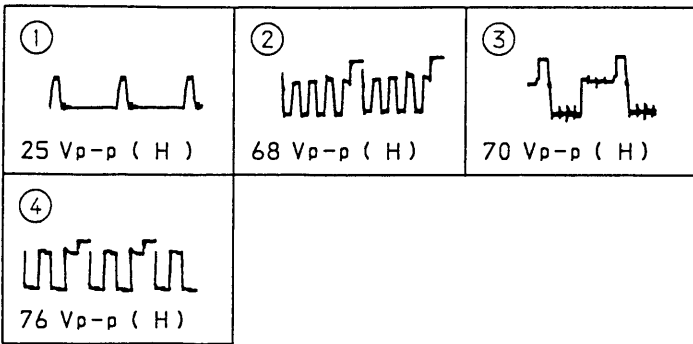 ①
25 Vp-p ( H )
②
68 Vp-p ( H )
③
70 Vp-p ( H )
④
76 Vp-p ( H )